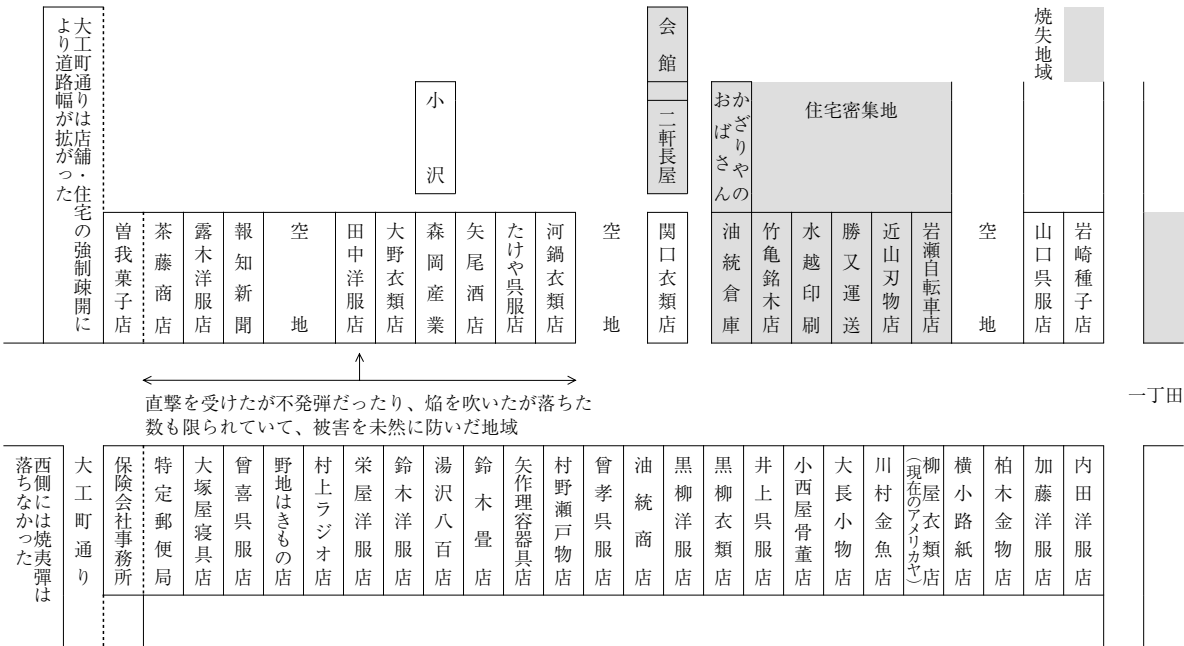 大工町通りは店舗・住宅の強制疎開に
より道路幅が拡がった
小沢
会館
二軒長屋
かざりやの
おばさん
住宅密集地
焼失地域
曽我菓子店
茶藤商店
露木洋服店
報知新聞
空地
田中洋服店
大野衣類店
森岡産業
矢尾酒店
たけや呉服店
河鍋衣類店
空地
関口衣類店
油統倉庫
竹亀銘木店
水越印刷
勝又運送
近山刃物店
岩瀬自転車店
空地
山口呉服店
岩崎種子店
直撃を受けたが不発弾だったり、焔を吹いたが落ちた
数も限られていて、被害を未然に防いだ地域
一丁田
西側には焼夷彈は
落ちなかった
大工町通り
保険会社事務所
特定郵便局
大塚屋寝具店
曾喜呉服店
野地はきもの店
村上ラジオ店
栄屋洋服店
鈴木洋服店
湯沢八百店
鈴木畳店
矢作理容器具店
村野瀬戸物店
曾孝呉服店
油統商店
黒柳洋服店
黒柳衣類店
井上呉服店
小西屋骨董店
大長小物店
川村金魚店
柳屋衣類店
(現在のアメリカヤ)
横小路紙店
柏木金物店
加藤洋服店
内田洋服店